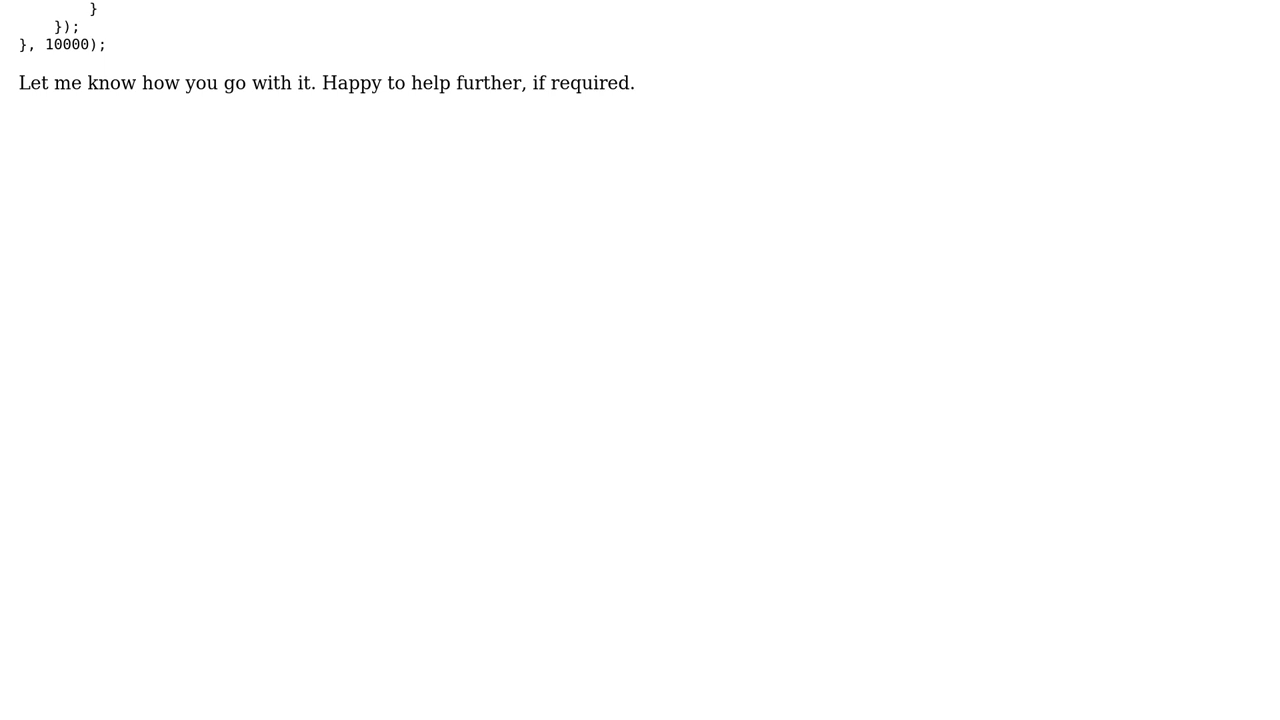 }
    });
}, 10000);
Let me know how you go with it. Happy to help further, if required.